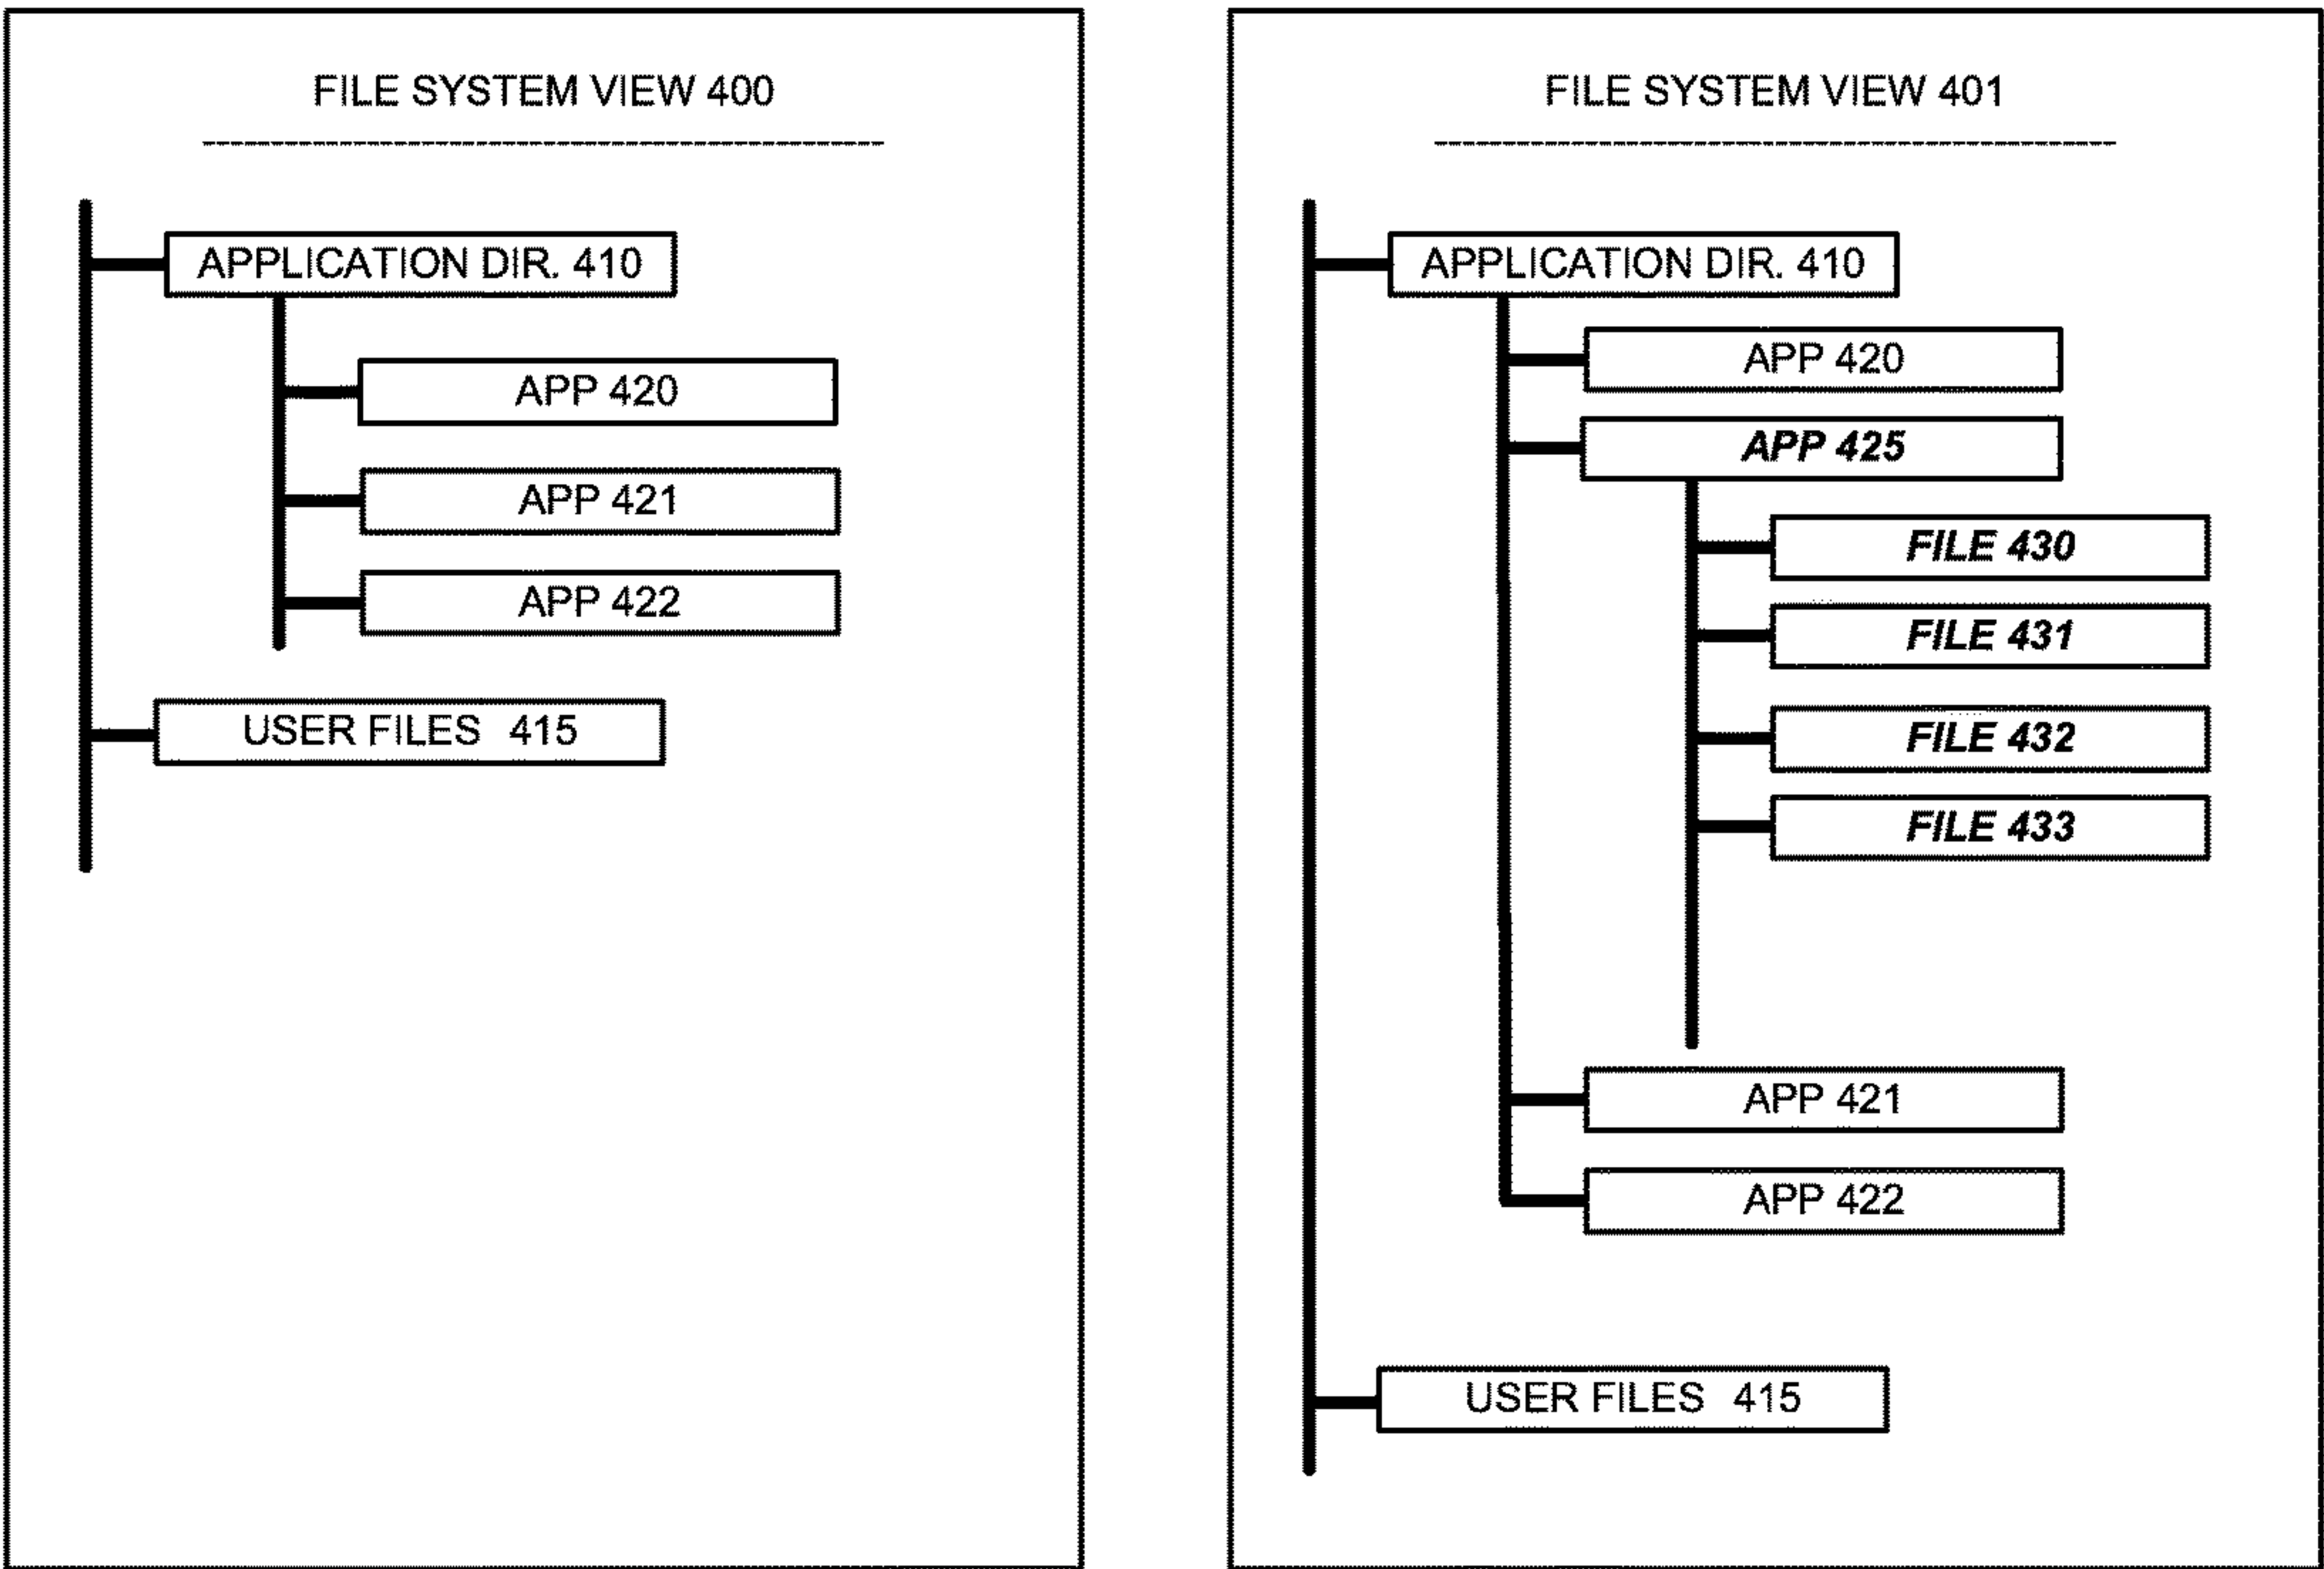 FILE SYSTEM VIEW 400
APPLICATION DIR. 410
APP 420
APP 421
APP 422
USER FILES 415
FILE SYSTEM VIEW 401
APPLICATION DIR. 410
APP 420
APP 425
FILE 430
FILE 431
FILE 432
FILE 433
APP 421
APP 422
USER FILES 415